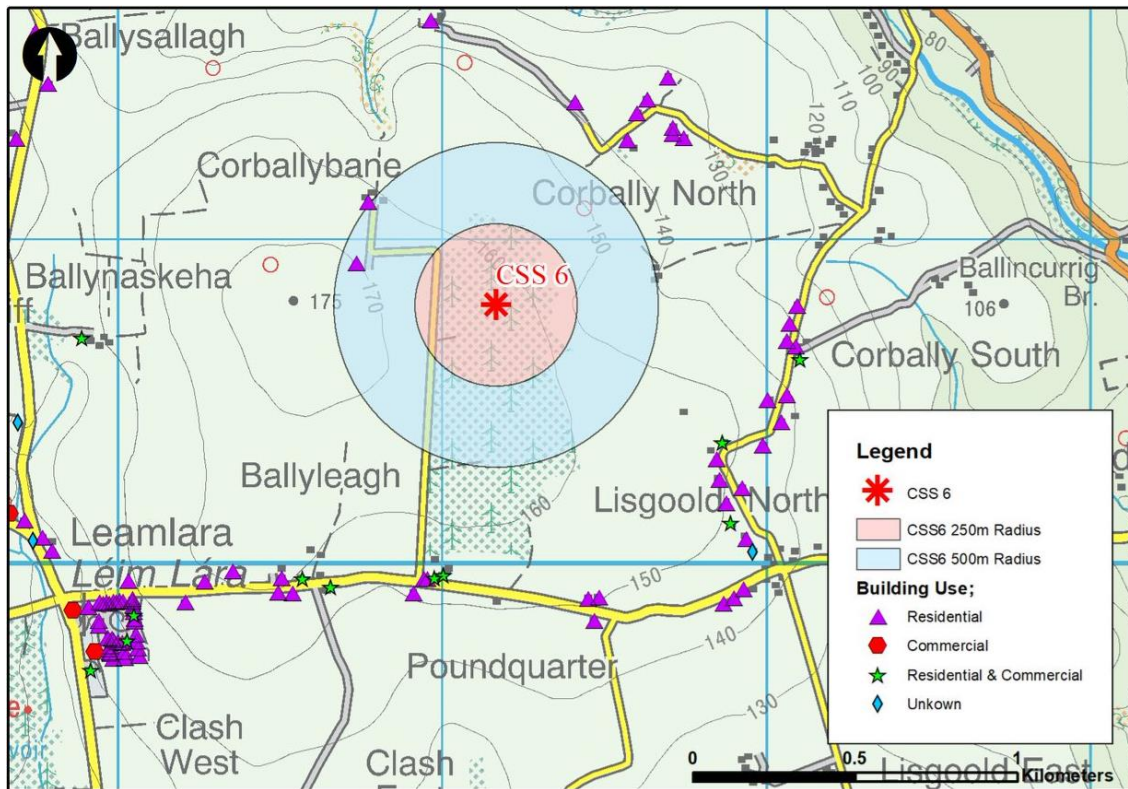 Ballysallagh
80
90
100
110
120
130
Corballybane
Corbally North
140
150
160
170
CSS 6
Ballynaskeha
iff
175
Ballincurrig
Br.
106
Corbally South
Ballyleagh
Lisgoold North
160
Leamlara
Léim Lára
150
140
Poundquarter
130
Clash
West
Clash
Lisgoold East
Legend
CSS 6
CSS6 250m Radius
CSS6 500m Radius
Building Use;
Residential
Commercial
Residential & Commercial
Unkown
0
0.5
1
Kilometers